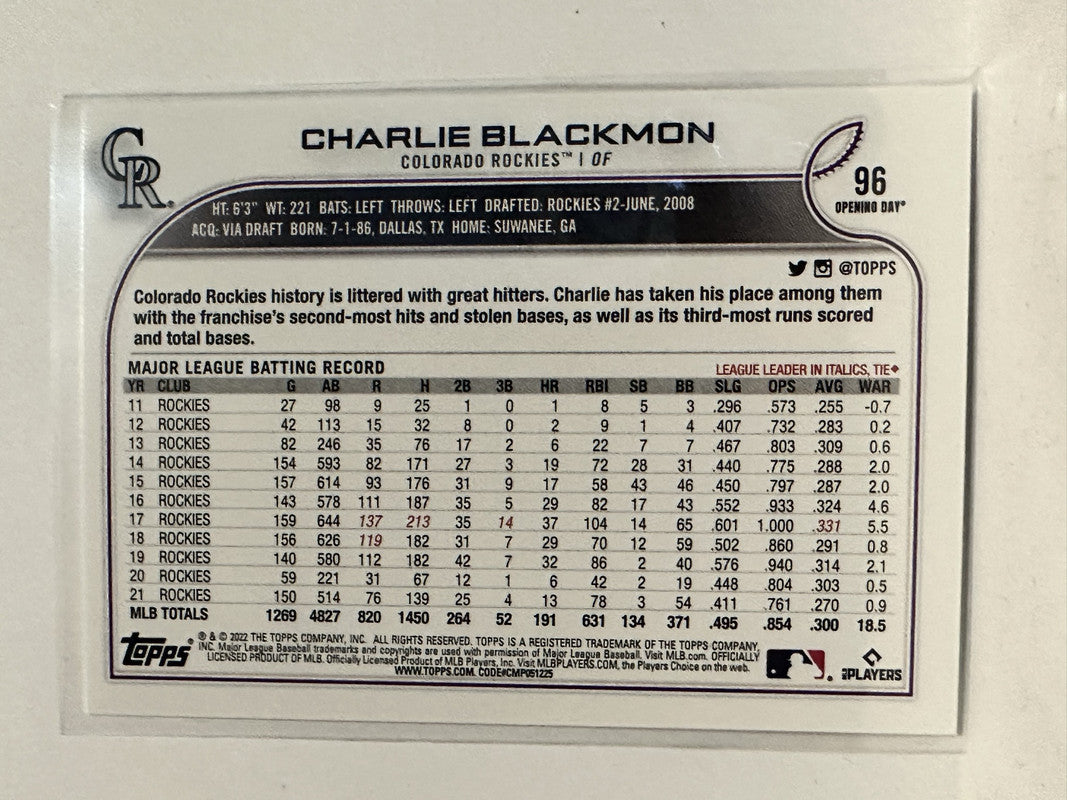 CR.
CHARLIE BLACKMON
COLORADO ROCKIES™ | OF
96
OPENING DAY®
HT: 6'3" WT: 221 BATS: LEFT THROWS: LEFT DRAFTED: ROCKIES #2-JUNE, 2008
ACQ: VIA DRAFT BORN: 7-1-86, DALLAS, TX HOME: SUWANEE, GA
@TOPPS
Colorado Rockies history is littered with great hitters. Charlie has taken his place among them
with the franchise's second-most hits and stolen bases, as well as its third-most runs scored
and total bases.
MAJOR LEAGUE BATTING RECORD LEAGUE LEADER IN ITALICS, TIE◆
YR CLUB G AB R H 2B 3B HR RBI SB BB SLG OPS AVG WAR
11 ROCKIES 27 98 9 25 1 0 1 8 5 3 .296 .573 .255 -0.7
12 ROCKIES 42 113 15 32 8 0 2 9 1 4 .407 .732 .283 0.2
13 ROCKIES 82 246 35 76 17 2 6 22 7 7 .467 .803 .309 0.6
14 ROCKIES 154 593 82 171 27 3 19 72 28 31 .440 .775 .288 2.0
15 ROCKIES 157 614 93 176 31 9 17 58 43 46 .450 .797 .287 2.0
16 ROCKIES 143 578 111 187 35 5 29 82 17 43 .552 .933 .324 4.6
17 ROCKIES 159 644 137 213 35 14 37 104 14 65 .601 1.000 .331 5.5
18 ROCKIES 156 626 119 182 31 7 29 70 12 59 .502 .860 .291 0.8
19 ROCKIES 140 580 112 182 42 7 32 86 2 40 .576 .940 .314 2.1
20 ROCKIES 59 221 31 67 12 1 6 42 2 19 .448 .804 .303 0.5
21 ROCKIES 150 514 76 139 25 4 13 78 3 54 .411 .761 .270 0.9
MLB TOTALS 1269 4827 820 1450 264 52 191 631 134 371 .495 .854 .300 18.5
Topps
® & © 2022 THE TOPPS COMPANY, INC. ALL RIGHTS RESERVED. TOPPS IS A REGISTERED TRADEMARK OF THE TOPPS COMPANY,
INC. Major League Baseball trademarks and copyrights are used with permission of Major League Baseball. Visit MLB.com. OFFICIALLY
LICENSED PRODUCT OF MLB. Officially Licensed Product of MLB Players, Inc. Visit MLBPLAYERS.COM, the Players Choice on the web.
WWW.TOPPS.COM. CODE#CMP051225
PLAYERS